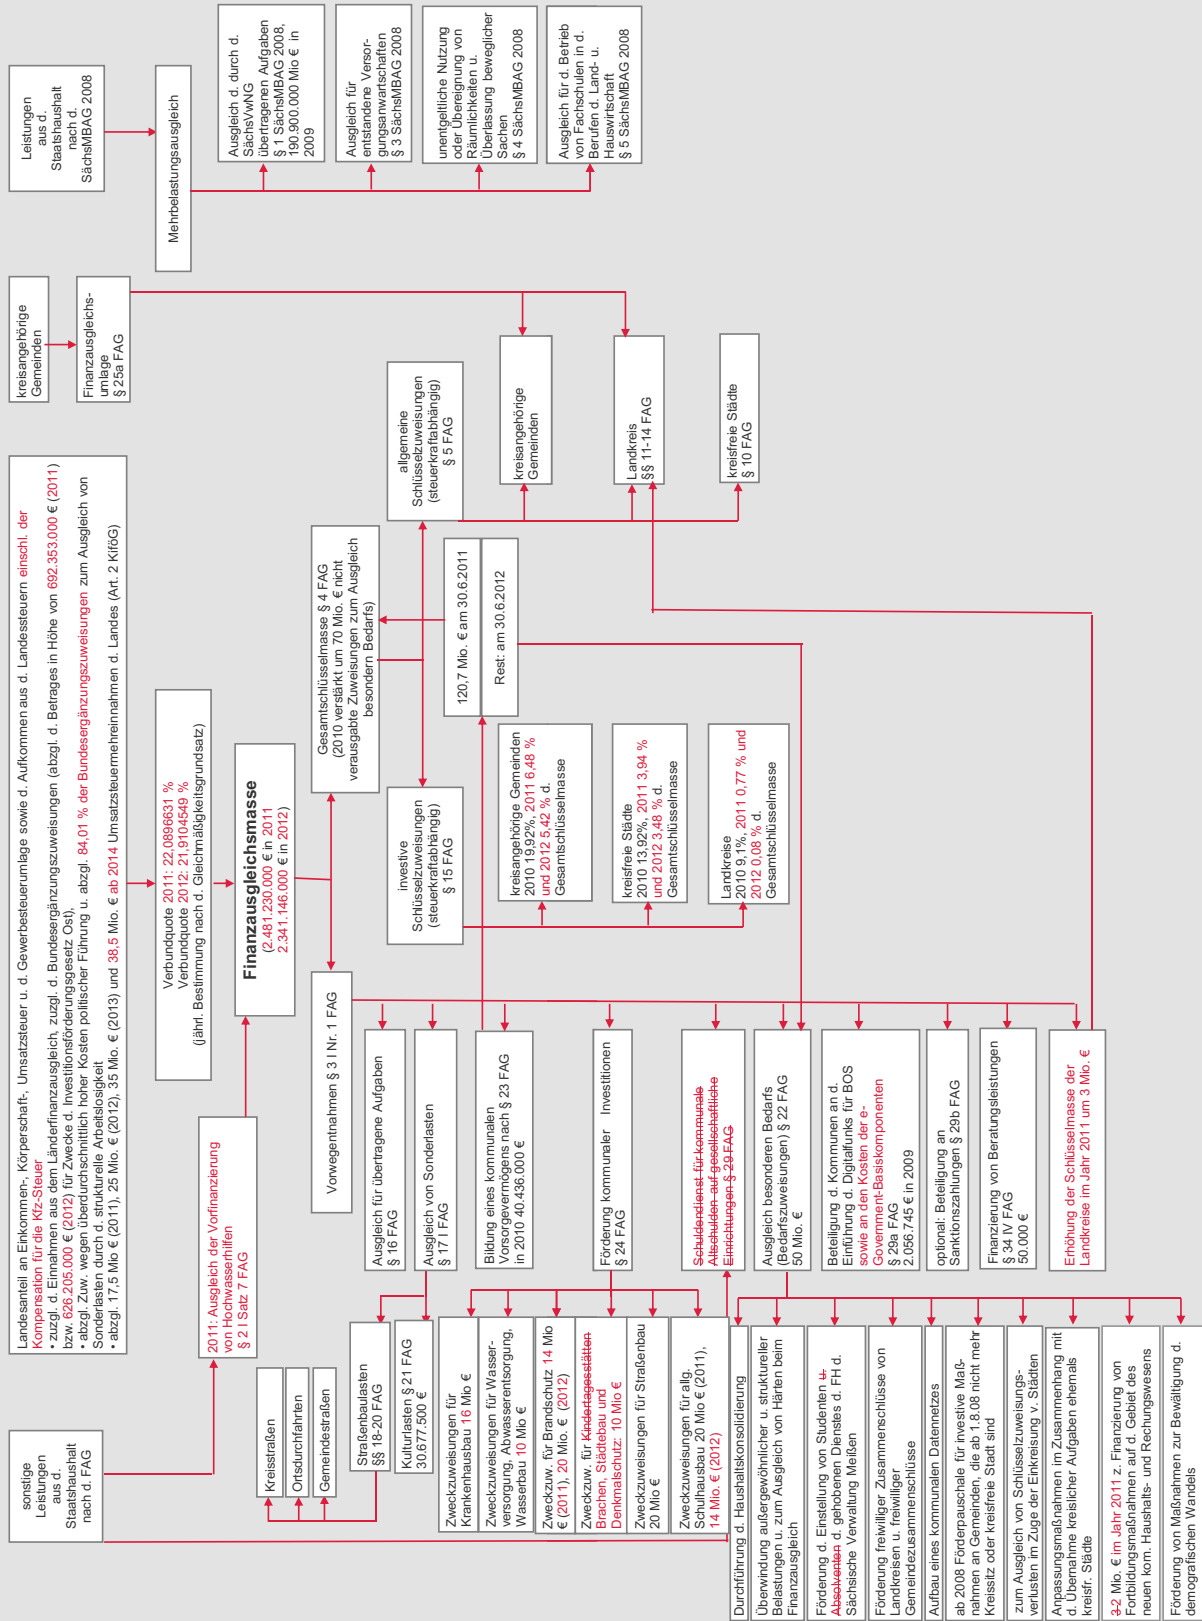 sonstige
Leistungen
aus d.
Staatshaushalt
nach d. FAG
Landesanteil an Einkommen-, Körperschaft-, Umsatzsteuer u. d. Gewerbesteuerumlage sowie d. Aufkommen aus d. Landessteuern einschl. der
Kompensation für die Kfz-Steuer
• zuzgl. d. Einnahmen aus dem Länderfinanzausgleich, zuzgl. d. Bundesergänzungszuweisungen (abzgl. d. Betrages in Höhe von 692.353.000 € (2011)
bzw. 626.205.000 € (2012) für Zwecke d. Investitionsförderungsgesetz Ost),
• abzgl. Zuw. wegen überdurchschnittlich hoher Kosten politischer Führung u. abzgl. 84,01 % der Bundesergänzungszuweisungen zum Ausgleich von
Sonderlasten durch d. strukturelle Arbeitslosigkeit
• abzgl. 17,5 Mio € (2011), 25 Mio. € (2012), 35 Mio. € (2013) und 38,5 Mio. € ab 2014 Umsatzsteuermehreinnahmen d. Landes (Art. 2 KiföG)
kreisangehörige
Gemeinden
Leistungen
aus d.
Staatshaushalt
nach d.
SächsMBAG 2008
Finanzausgleichs-
umlage
§ 25a FAG
Mehrbelastungsausgleich
Verbundquote 2011: 22,0896631 %
Verbundquote 2012: 21,9104549 %
(jährl. Bestimmung nach d. Gleichmäßigkeitsgrundsatz)
2011: Ausgleich der Vorfinanzierung
von Hochwasserhilfen
§ 2 I Satz 7 FAG
Finanzausgleichsmasse
(2.481.230.000 € in 2011
2.341.146.000 € in 2012)
Ausgleich d. durch d.
SächsVwNG
übertragenen Aufgaben
§ 1 SächsMBAG 2008,
190.900.000 Mio € in
2009
Ausgleich für
entstandene Versor-
gungsanwartschaften
§ 3 SächsMBAG 2008
unentgeltliche Nutzung
oder Übereignung von
Räumlichkeiten u.
Überlassung beweglicher
Sachen
§ 4 SächsMBAG 2008
Ausgleich für d. Betrieb
von Fachschulen in d.
Berufen d. Land- u.
Hauswirtschaft
§ 5 SächsMBAG 2008
Vorwegentnahmen § 3 I Nr. 1 FAG
Gesamtschlüsselmasse § 4 FAG
(2010 verstärkt um 70 Mio. € nicht
verausgabte Zuweisungen zum Ausgleich
besondern Bedarfs)
Kreisstraßen
Ortsdurchfahrten
Gemeindestraßen
Straßenbaulasten
§§ 18-20 FAG
Kulturlasten § 21 FAG
30.677.500 €
Ausgleich für übertragene Aufgaben
§ 16 FAG
Ausgleich von Sonderlasten
§ 17 I FAG
investive
Schlüsselzuweisungen
(steuerkraftabhängig)
§ 15 FAG
allgemeine
Schlüsselzuweisungen
(steuerkraftabhängig)
§ 5 FAG
120,7 Mio. € am 30.6.2011
Rest: am 30.6.2012
Bildung eines kommunalen
Vorsorgevermögens nach § 23 FAG
in 2010 40.436.000 €
kreisangehörige Gemeinden
2010 19,92%, 2011 6,48 %
und 2012 5,42 % d.
Gesamtschlüsselmasse
kreisfreie Städte
2010 13,92%, 2011 3,94 %
und 2012 3,48 % d.
Gesamtschlüsselmasse
Landkreise
2010 9,1%, 2011 0,77 % und
2012 0,08 % d.
Gesamtschlüsselmasse
kreisangehörige
Gemeinden
Landkreis
§§ 11-14 FAG
kreisfreie Städte
§ 10 FAG
Zweckzuweisungen für
Krankenhausbau 16 Mio €
Zweckzuweisungen für Wasser-
versorgung, Abwasserentsorgung,
Wasserbau 10 Mio €
Zweckzuw. für Brandschutz 14 Mio
€ (2011), 20 Mio. € (2012)
Zweckzuw. für Kindertagesstätten
Brachen, Städtebau und
Denkmalschutz: 10 Mio €
Zweckzuweisungen für Straßenbau
20 Mio €
Zweckzuweisungen für allg.
Schulhausbau 20 Mio € (2011),
14 Mio. € (2012)
Förderung kommunaler Investitionen
§ 24 FAG
Schuldendienst für kommunale
Altschulden auf gesellschaftliche
Einrichtungen § 29 FAG
Ausgleich besonderen Bedarfs
(Bedarfszuweisungen) § 22 FAG
50 Mio. €
Beteiligung d. Kommunen an d.
Einführung d. Digitalfunks für BOS
sowie an den Kosten der e-
Government-Basiskomponenten
§ 29a FAG
2.056.745 € in 2009
optional: Beteiligung an
Sanktionszahlungen § 29b FAG
Finanzierung von Beratungsleistungen
§ 34 IV FAG
50.000 €
Erhöhung der Schlüsselmasse der
Landkreise im Jahr 2011 um 3 Mio. €
Durchführung d. Haushaltskonsolidierung
Überwindung außergewöhnlicher u. struktureller
Belastungen u. zum Ausgleich von Härten beim
Finanzausgleich
Förderung d. Einstellung von Studenten u.
Absolventen d. gehobenen Dienstes d. FH d.
Sächsische Verwaltung Meißen
Förderung freiwilliger Zusammenschlüsse von
Landkreisen u. freiwilliger
Gemeindezusammenschlüsse
Aufbau eines kommunalen Datennetzes
ab 2008 Förderpauschale für investive Maß-
nahmen an Gemeinden, die ab 1.8.08 nicht mehr
Kreissitz oder kreisfreie Stadt sind
zum Ausgleich von Schlüsselzuweisungs-
verlusten im Zuge der Einkreisung v. Städten
Anpassungsmaßnahmen im Zusammenhang mit
d. Übernahme kreislicher Aufgaben ehemals
kreisfr. Städte
3 2 Mio. € im Jahr 2011 z. Finanzierung von
Fortbildungsmaßnahmen auf d. Gebiet des
neuen kom. Haushalts- und Rechnungswesens
Förderung von Maßnahmen zur Bewältigung d.
demografischen Wandels